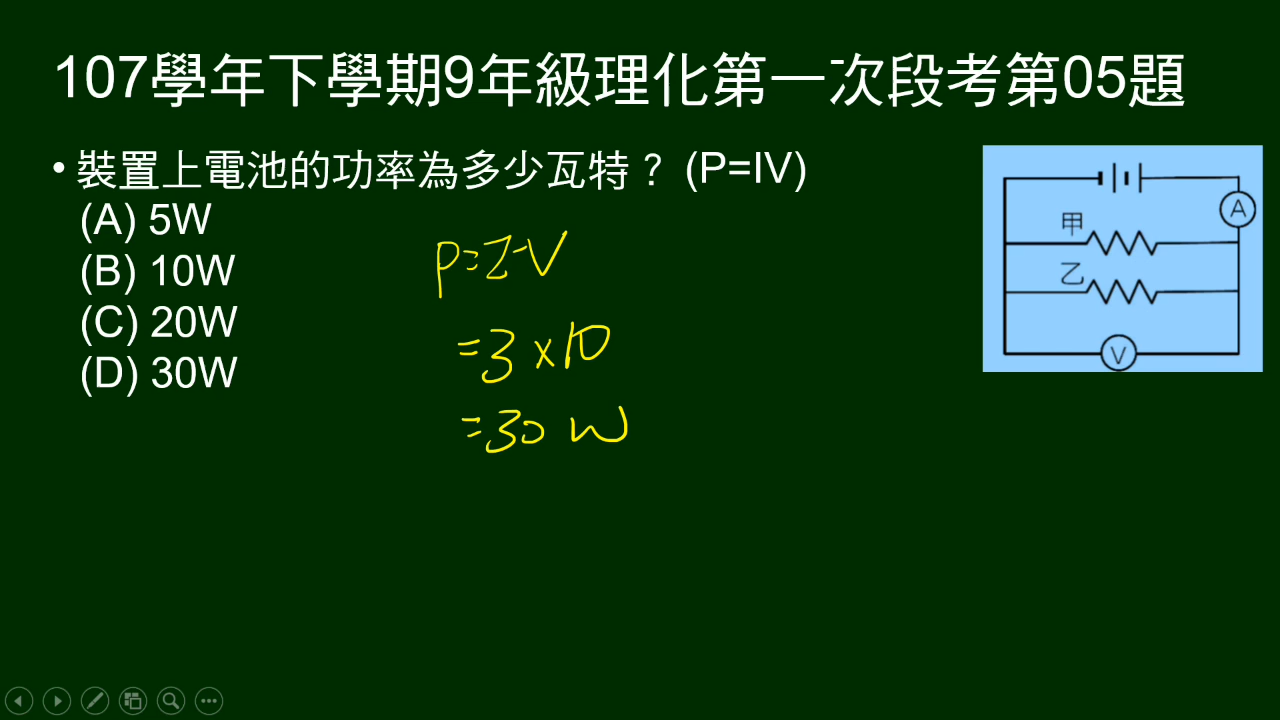 107學年下學期9年級理化第一次段考第05題
• 裝置上電池的功率為多少瓦特？ (P=IV)
(A) 5W
(B) 10W
(C) 20W
(D) 30W
P=I-V
=3×10
=30 W
A
甲
乙
V